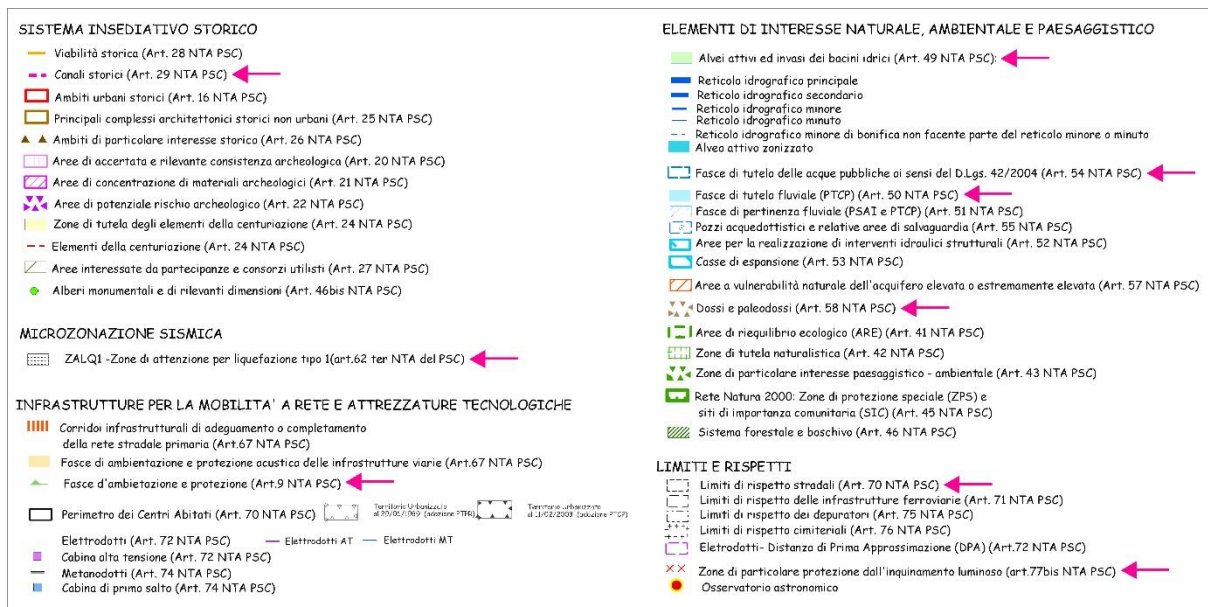 SISTEMA INSEDIATIVO STORICO
Viabilità storica (Art. 28 NTA PSC)
Canali storici (Art. 29 NTA PSC)
Ambiti urbani storici (Art. 16 NTA PSC)
Principali complessi architettonici storici non urbani (Art. 25 NTA PSC)
Ambiti di particolare interesse storico (Art. 26 NTA PSC)
Aree di accertata e rilevante consistenza archeologica (Art. 20 NTA PSC)
Aree di concentrazione di materiali archeologici (Art. 21 NTA PSC)
Aree di potenziale rischio archeologico (Art. 22 NTA PSC)
Zone di tutela degli elementi della centuriazione (Art. 24 NTA PSC)
Elementi della centuriazione (Art. 24 NTA PSC)
Aree interessate da partecipanze e consorzi utilisti (Art. 27 NTA PSC)
Alberi monumentali e di rilevanti dimensioni (Art. 46bis NTA PSC)
MICROZONAZIONE SISMICA
ZALQ1 -Zone di attenzione per liquefazione tipo 1(art.62 ter NTA del PSC)
INFRASTRUTTURE PER LA MOBILITA' A RETE E ATTREZZATURE TECNOLOGICHE
Corridoi infrastrutturali di adeguamento o completamento
della rete stradale primaria (Art.67 NTA PSC)
Fasce di ambientazione e protezione acustica delle infrastrutture viarie (Art.67 NTA PSC)
Fasce d'ambietazione e protezione (Art.9 NTA PSC)
Perimetro dei Centri Abitati (Art. 70 NTA PSC)
Territorio Urbanizzato
al 29/06/1989 (adozione PTPR)
Territorio Urbanizzato
al 11/02/2003 (adozione PTCP)
Elettrodotti (Art. 72 NTA PSC)
Elettrodotti AT
Elettrodotti MT
Cabina alta tensione (Art. 72 NTA PSC)
Metanodotti (Art. 74 NTA PSC)
Cabina di primo salto (Art. 74 NTA PSC)
ELEMENTI DI INTERESSE NATURALE, AMBIENTALE E PAESAGGISTICO
Alvei attivi ed invasi dei bacini idrici (Art. 49 NTA PSC):
Reticolo idrografico principale
Reticolo idrografico secondario
Reticolo idrografico minore
Reticolo idrografico minuto
Reticolo idrografico minore di bonifica non facente parte del reticolo minore o minuto
Alveo attivo zonizzato
Fasce di tutela delle acque pubbliche ai sensi del D.Lgs. 42/2004 (Art. 54 NTA PSC)
Fasce di tutela fluviale (PTCP) (Art. 50 NTA PSC)
Fasce di pertinenza fluviale (PSAI e PTCP) (Art. 51 NTA PSC)
Pozzi acquedottistici e relative aree di salvaguardia (Art. 55 NTA PSC)
Aree per la realizzazione di interventi idraulici strutturali (Art. 52 NTA PSC)
Casse di espansione (Art. 53 NTA PSC)
Aree a vulnerabilità naturale dell'acquifero elevata o estremamente elevata (Art. 57 NTA PSC)
Dossi e paleodossi (Art. 58 NTA PSC)
Aree di riequilibrio ecologico (ARE) (Art. 41 NTA PSC)
Zone di tutela naturalistica (Art. 42 NTA PSC)
Zone di particolare interesse paesaggistico - ambientale (Art. 43 NTA PSC)
Rete Natura 2000: Zone di protezione speciale (ZPS) e
siti di importanza comunitaria (SIC) (Art. 45 NTA PSC)
Sistema forestale e boschivo (Art. 46 NTA PSC)
LIMITI E RISPETTI
Limiti di rispetto stradali (Art. 70 NTA PSC)
Limiti di rispetto delle infrastrutture ferroviarie (Art. 71 NTA PSC)
Limiti di rispetto dei depuratori (Art. 75 NTA PSC)
Limiti di rispetto cimiteriali (Art. 76 NTA PSC)
Eletrodotti- Distanza di Prima Approssimazione (DPA) (Art.72 NTA PSC)
Zone di particolare protezione dall'inquinamento luminoso (art.77bis NTA PSC)
Osservatorio astronomico